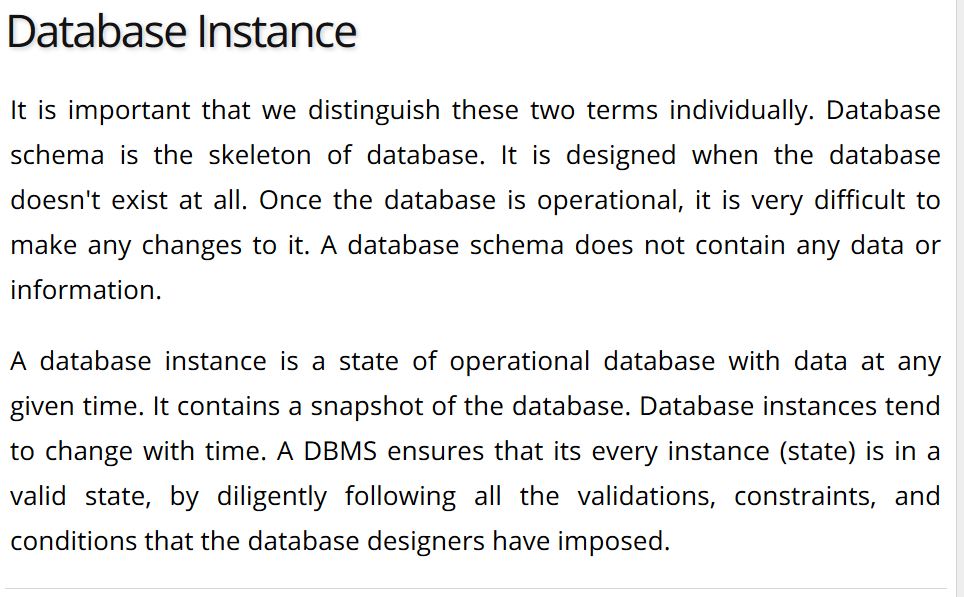 Database Instance
It is important that we distinguish these two terms individually. Database
schema is the skeleton of database. It is designed when the database
doesn't exist at all. Once the database is operational, it is very difficult to
make any changes to it. A database schema does not contain any data or
information.
A database instance is a state of operational database with data at any
given time. It contains a snapshot of the database. Database instances tend
to change with time. A DBMS ensures that its every instance (state) is in a
valid state, by diligently following all the validations, constraints, and
conditions that the database designers have imposed.